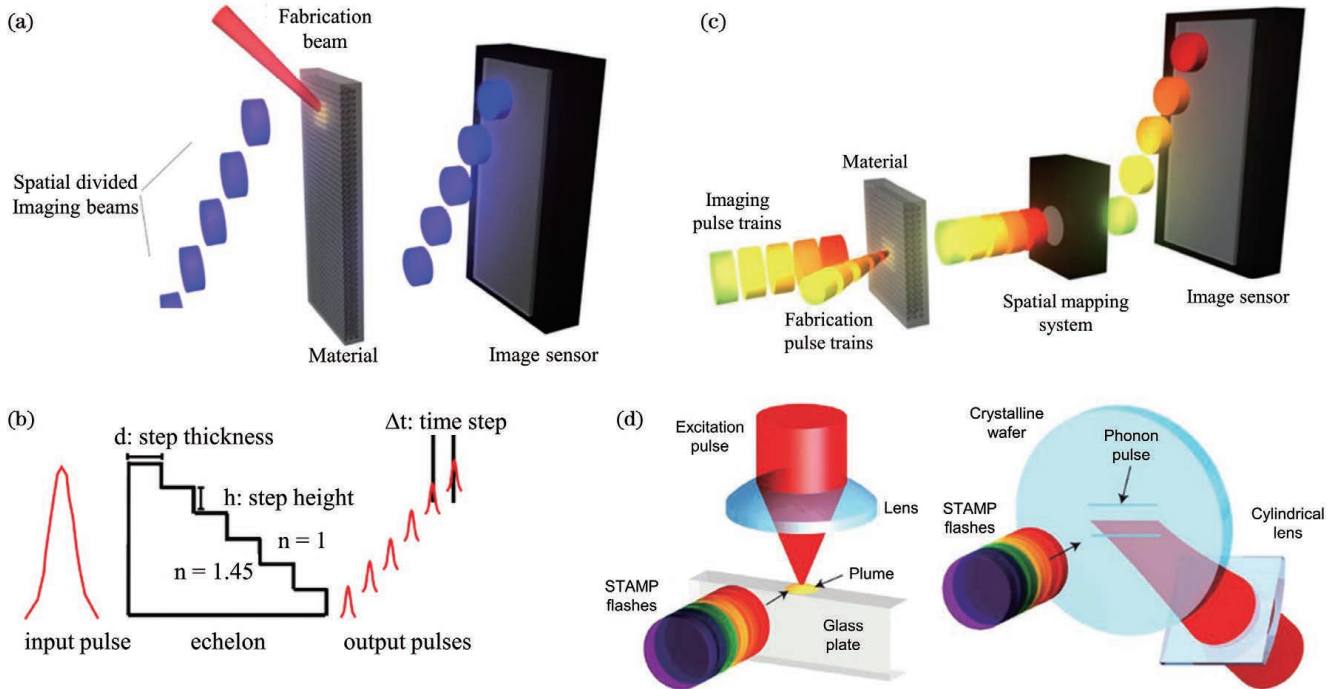 (a)
Fabrication
beam
Spatial divided
Imaging beams
Material
Image sensor
(c)
Material
Imaging
pulse trains
Fabrication
pulse trains
Spatial mapping
system
Image sensor
(b)
d: step thickness
h: step height
n = 1
n = 1.45
Δt: time step
input pulse
echelon
output pulses
(d)
Excitation
pulse
Lens
STAMP
flashes
Plume
Glass
plate
Crystalline
wafer
Phonon
pulse
STAMP
flashes
Cylindrical
lens